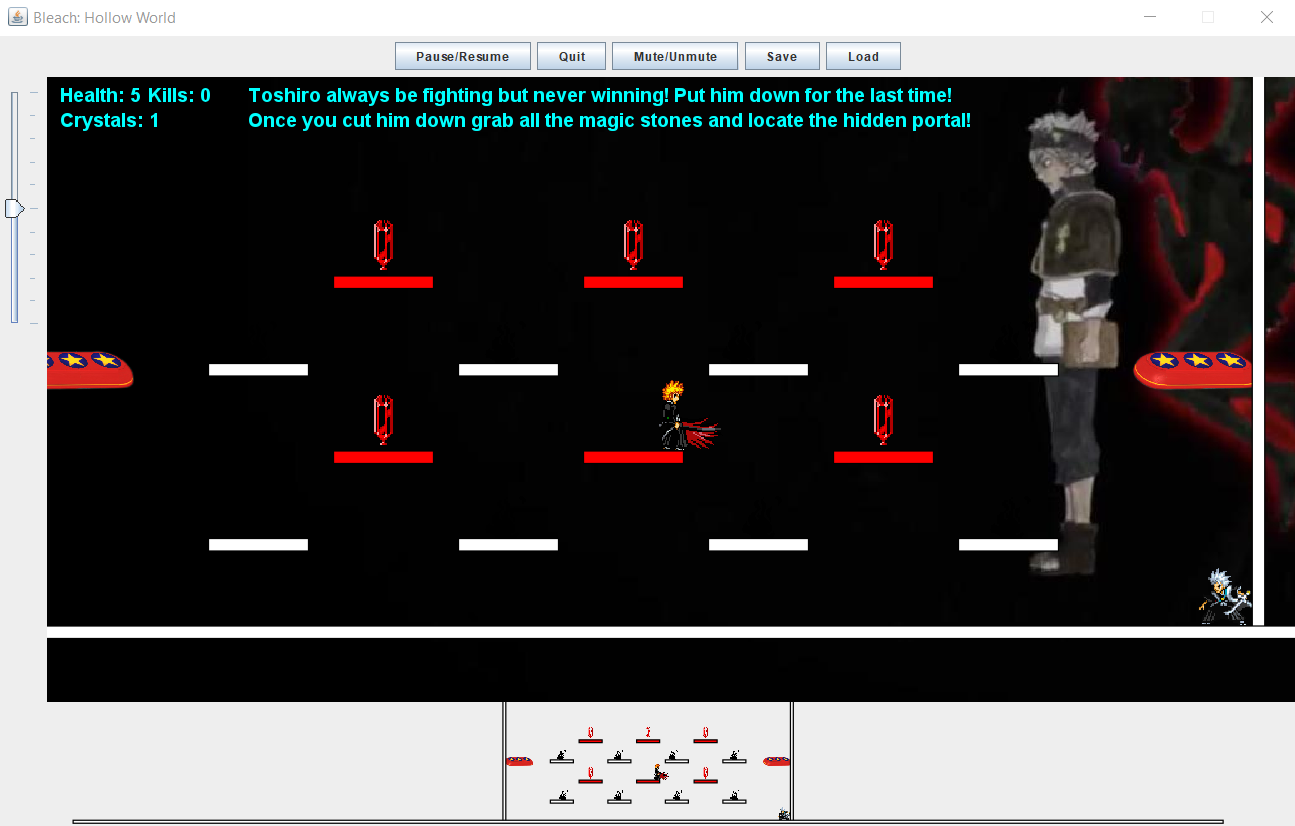 Bleach: Hollow World
Pause/Resume Quit Mute/Unmute Save Load
Health: 5 Kills: 0 Toshiro always be fighting but never winning! Put him down for the last time!
Crystals: 1 Once you cut him down grab all the magic stones and locate the hidden portal!